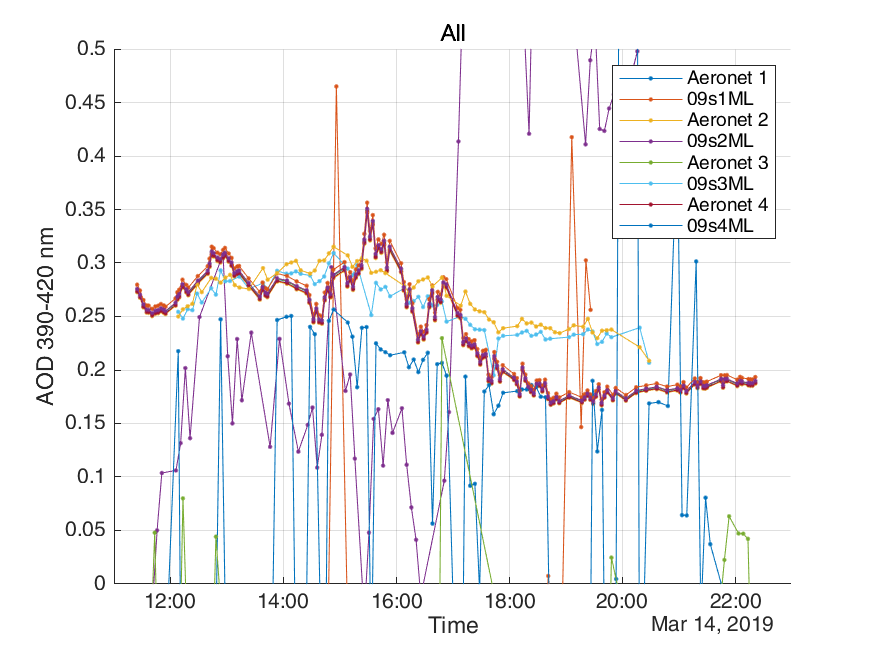 All
0.5
0.45
0.4
0.35
0.3
0.25
0.2
0.15
0.1
0.05
0
AOD 390-420 nm
Aeronet 1
09s1ML
Aeronet 2
09s2ML
Aeronet 3
09s3ML
Aeronet 4
09s4ML
12:00 14:00 16:00 18:00 20:00 22:00
Time
Mar 14, 2019